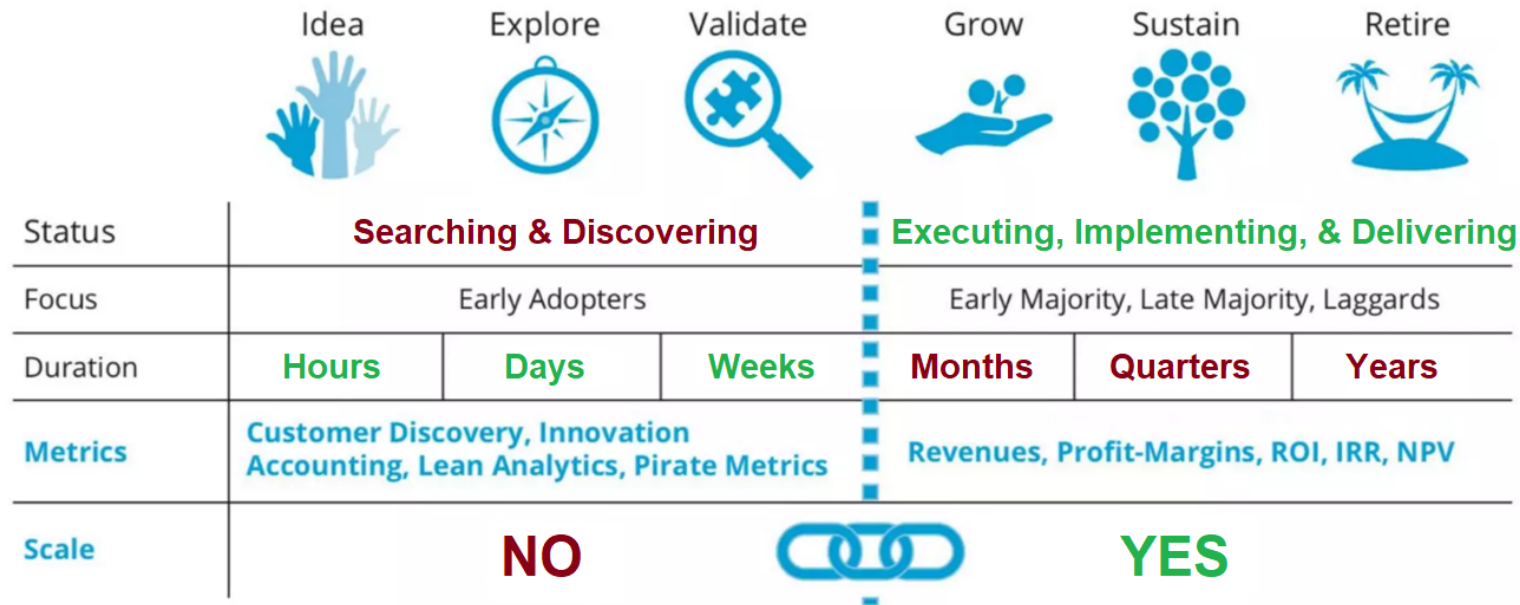 Idea Explore Validate Grow Sustain Retire
Status Searching & Discovering Executing, Implementing, & Delivering
Focus Early Adopters Early Majority, Late Majority, Laggards
Duration Hours Days Weeks Months Quarters Years
Metrics Customer Discovery, Innovation
Accounting, Lean Analytics, Pirate Metrics Revenues, Profit-Margins, ROI, IRR, NPV
Scale NO YES